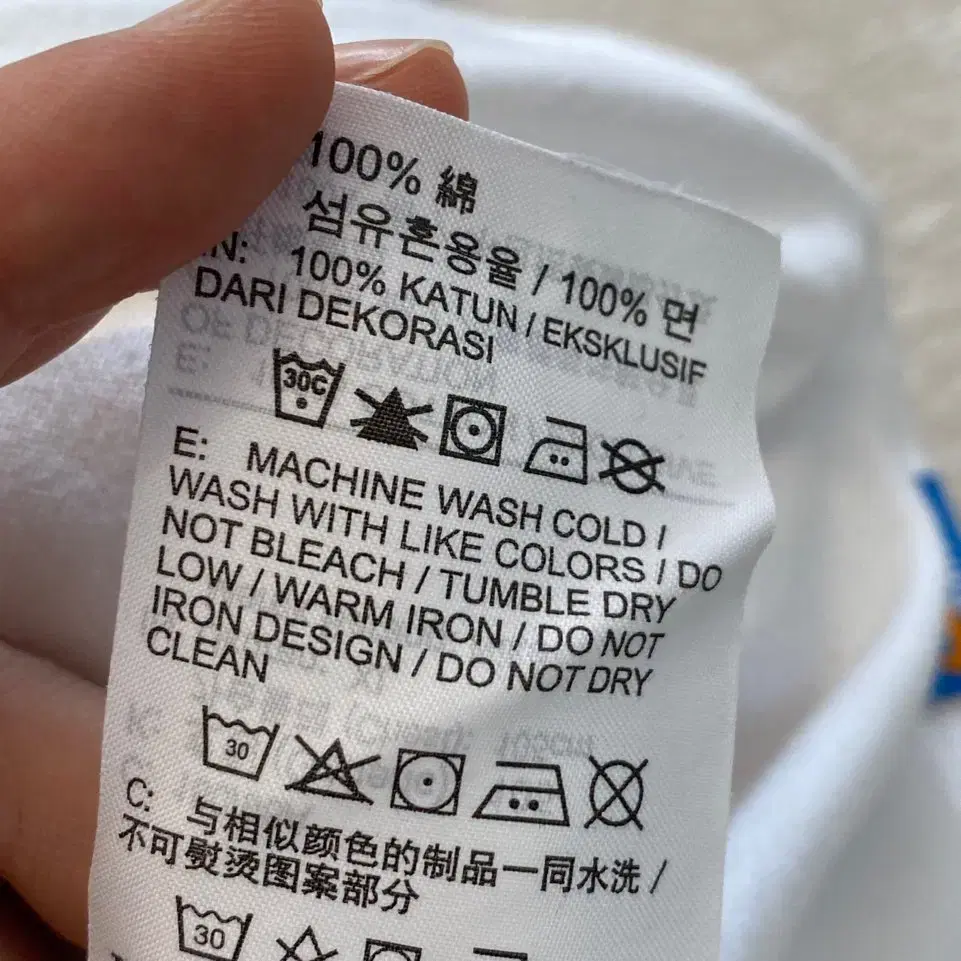 100% 綿
섬유혼용율 / 100% 면
N: 100% KATUN / EKSKLUSIF
DARI DEKORASI
30C
E: MACHINE WASH COLD /
WASH WITH LIKE COLORS / DO
NOT BLEACH / TUMBLE DRY
LOW / WARM IRON / DO NOT
IRON DESIGN / DO NOT DRY
CLEAN
30
C: 与相似颜色的制品一同水洗 /
不可熨烫图案部分
30